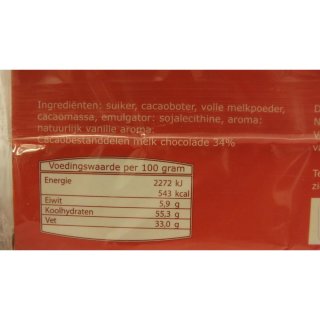 Ingrediënten: suiker, cacaoboter, volle melkpoeder,
cacaomassa, emulgator: sojalecithine, aroma;
natuurlijk vanille aroma.
Cacaobestanddelen melk chocolade 34%
Voedingswaarde per 100 gram
Energie 2272 kJ
543 kcal
Eiwit 5,9 g
Koolhydraten 55,3 g
Vet 33,0 g